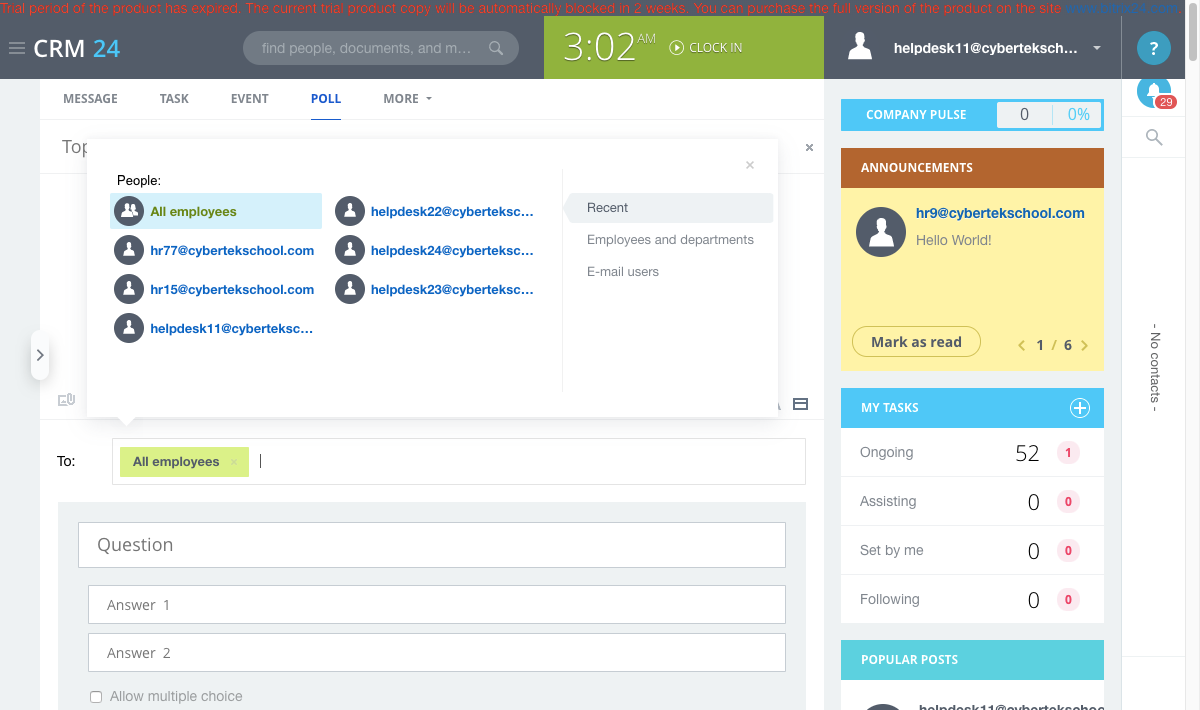 Trial period of the product has expired. The current trial product copy will be automatically blocked in 2 weeks. You can purchase the full version of the product on the site
CRM 24
find people, documents, and m...
3:02 AM
CLOCK IN
helpdesk11@cyberteksch...
?
29
MESSAGE
TASK
EVENT
POLL
MORE
COMPANY PULSE
0
0%
People:
All employees
hr77@cybertekschool.com
hr15@cybertekschool.com
helpdesk11@cyberteksc...
helpdesk22@cyberteksc...
helpdesk24@cyberteksc...
helpdesk23@cyberteksc...
Recent
Employees and departments
E-mail users
To:
All employees
Question
Answer 1
Answer 2
Allow multiple choice
ANNOUNCEMENTS
hr9@cybertekschool.com
Hello World!
Mark as read
1 / 6
MY TASKS
Ongoing 52 1
Assisting 0 0
Set by me 0 0
Following 0 0
POPULAR POSTS
- No contacts -